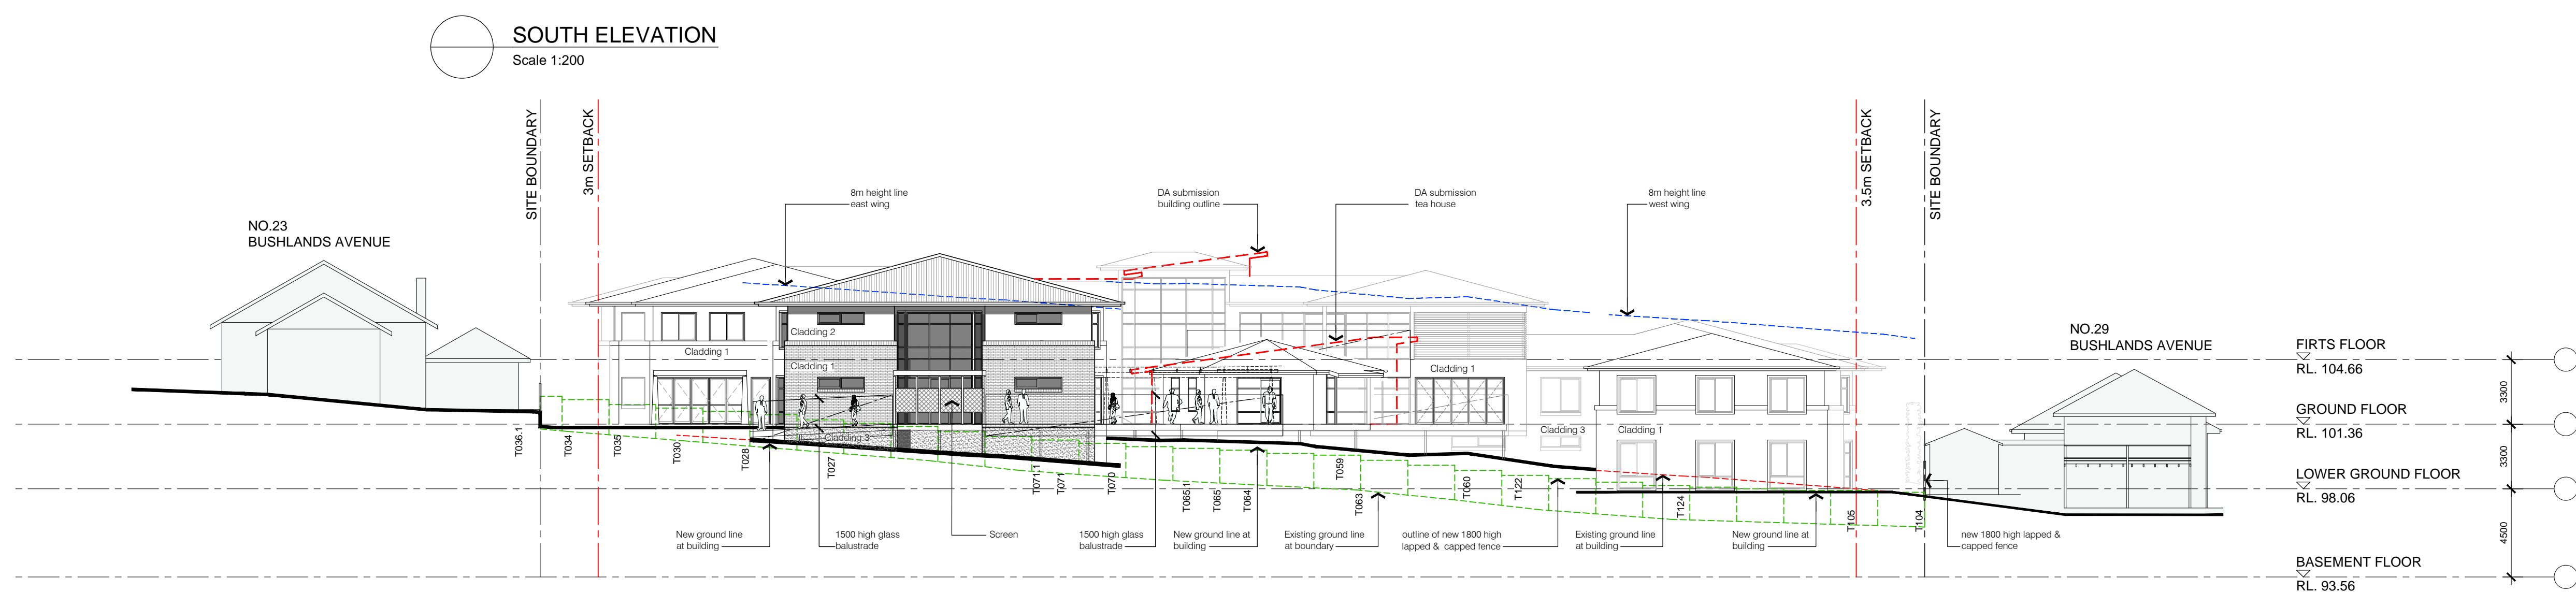 SOUTH ELEVATION
Scale 1:200
SITE BOUNDARY
3m SETBACK
3.5m SETBACK
SITE BOUNDARY
8m height line
east wing
DA submission
building outline
DA submission
tea house
8m height line
west wing
NO.23
BUSHLANDS AVENUE
NO.29
BUSHLANDS AVENUE
FIRTS FLOOR
RL. 104.66
3300
GROUND FLOOR
RL. 101.36
3300
LOWER GROUND FLOOR
RL. 98.06
4500
BASEMENT FLOOR
RL. 93.56
Cladding 2
Cladding 1
Cladding 1
Cladding 1
Cladding 3
Cladding 3
Cladding 1
T036.1
T034
T035
T030
T028
T027
T071.1
T071
T070
T065.1
T065
T064
T059
T063
T060
T122
T124
T105
T104
New ground line
at building
1500 high glass
balustrade
Screen
1500 high glass
balustrade
New ground line at
building
Existing ground line
at boundary
outline of new 1800 high
lapped & capped fence
Existing ground line
at building
New ground line at
building
new 1800 high lapped &
capped fence